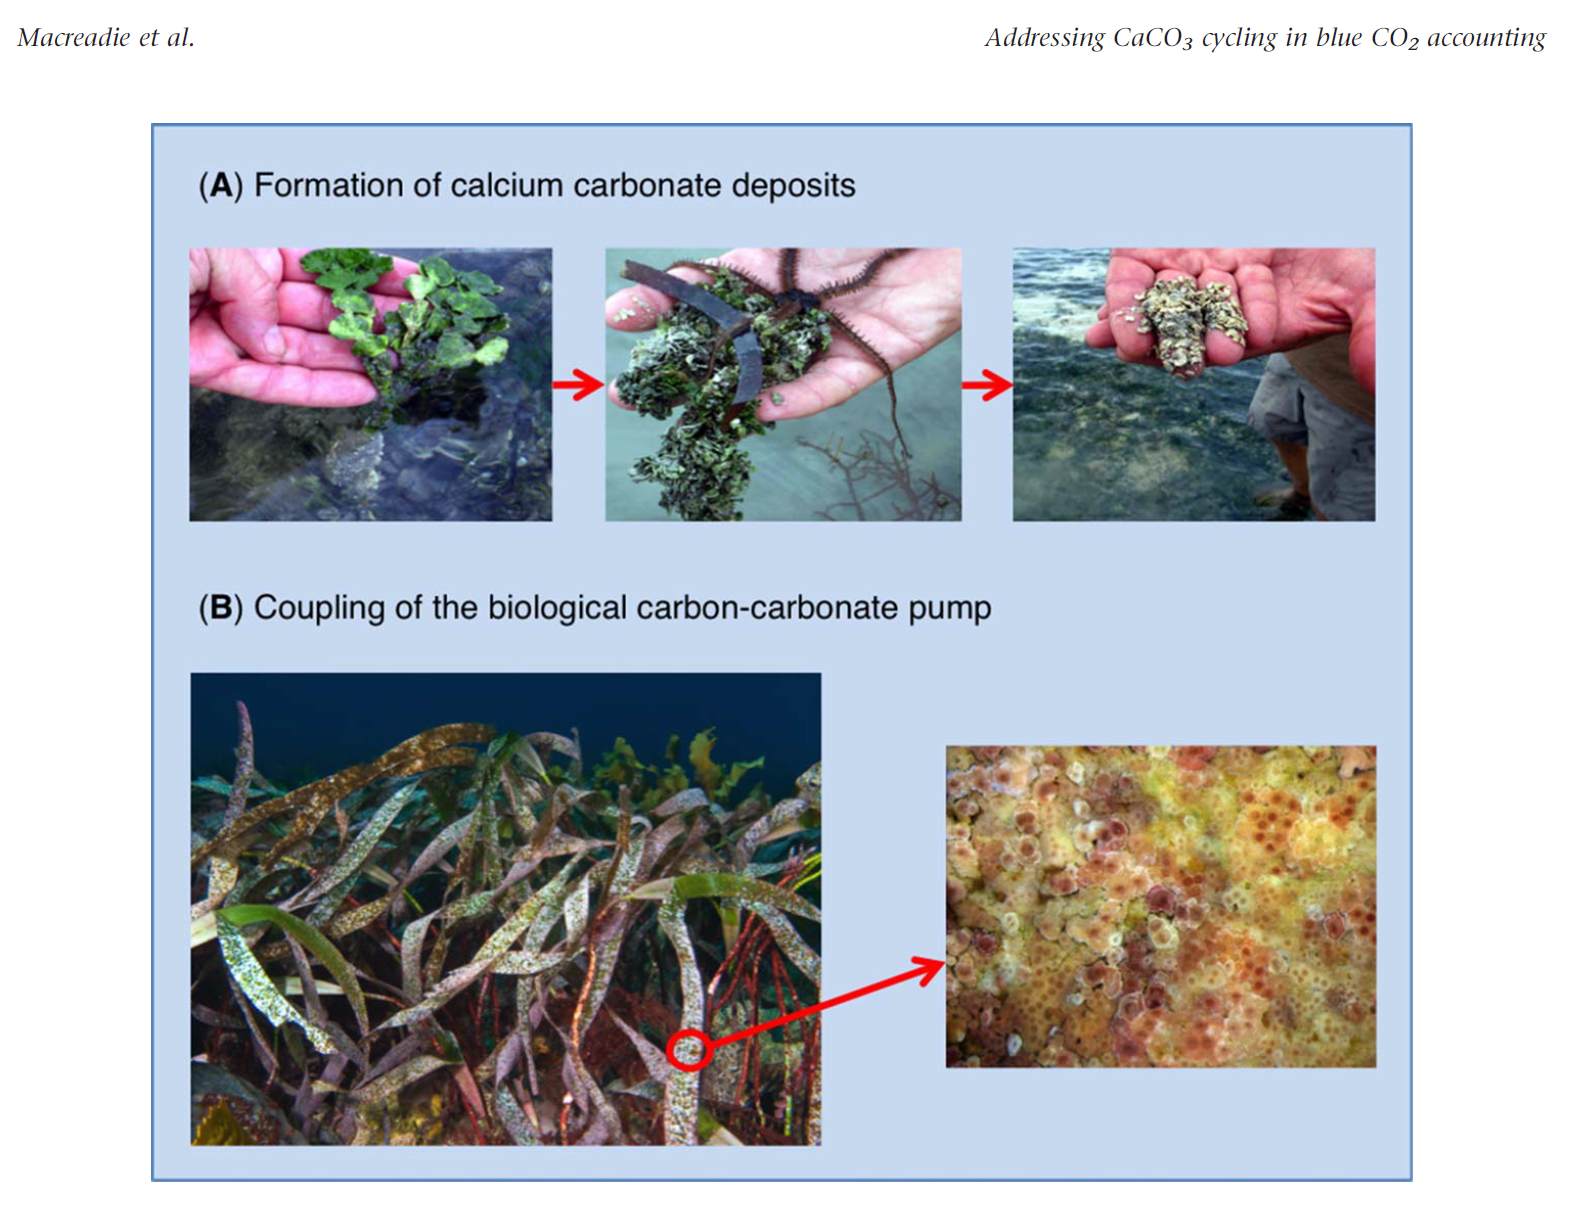 Macreadie et al.
Addressing CaCO₃ cycling in blue CO₂ accounting
(A) Formation of calcium carbonate deposits
(B) Coupling of the biological carbon-carbonate pump